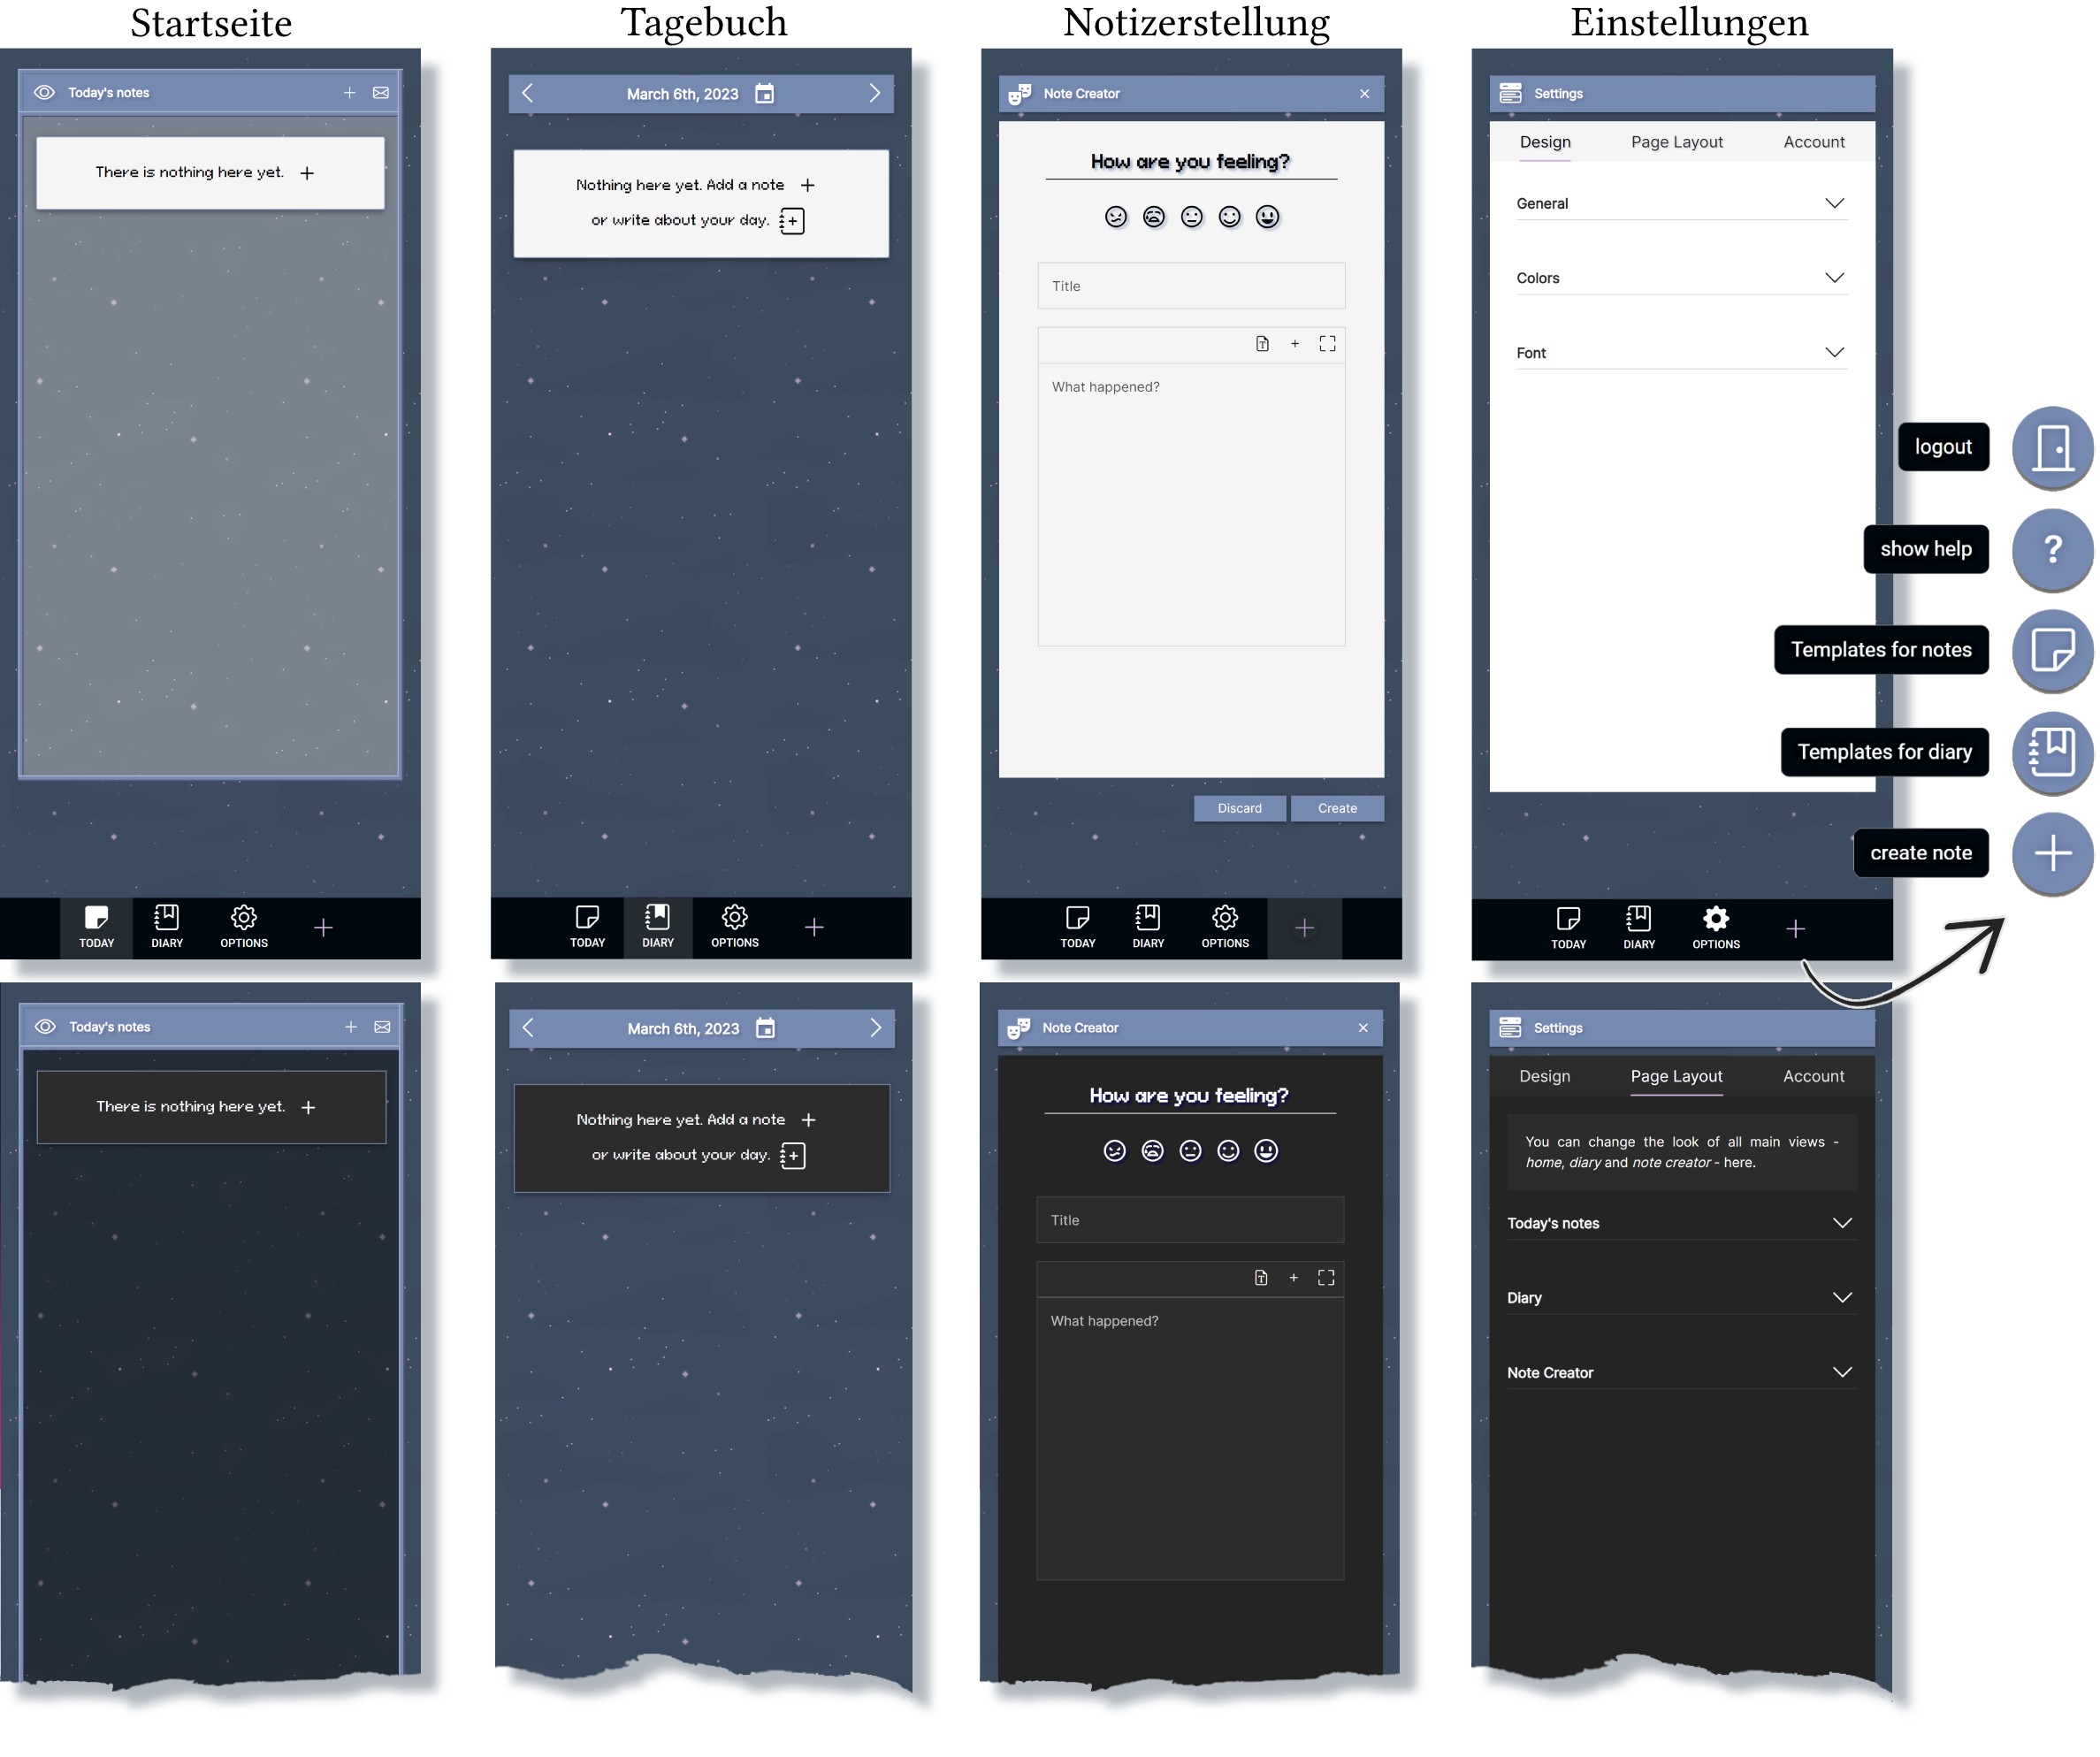 Startseite
Today's notes
There is nothing here yet.
TODAY
DIARY
OPTIONS
Tagebuch
March 6th, 2023
Nothing here yet. Add a note
or write about your day.
TODAY
DIARY
OPTIONS
Notizerstellung
Note Creator
How are you feeling?
Title
What happened?
Discard
Create
TODAY
DIARY
OPTIONS
Einstellungen
Settings
Design
Page Layout
Account
General
Colors
Font
TODAY
DIARY
OPTIONS
logout
show help
?
Templates for notes
Templates for diary
create note
Today's notes
There is nothing here yet.
March 6th, 2023
Nothing here yet. Add a note
or write about your day.
Note Creator
How are you feeling?
Title
What happened?
Settings
Design
Page Layout
Account
You can change the look of all main views -
home, diary and note creator - here.
Today's notes
Diary
Note Creator